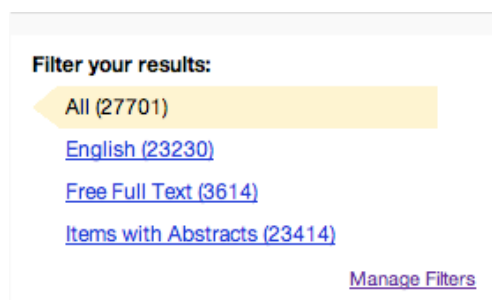 Filter your results:
All (27701)
English (23230)
Free Full Text (3614)
Items with Abstracts (23414)
Manage Filters